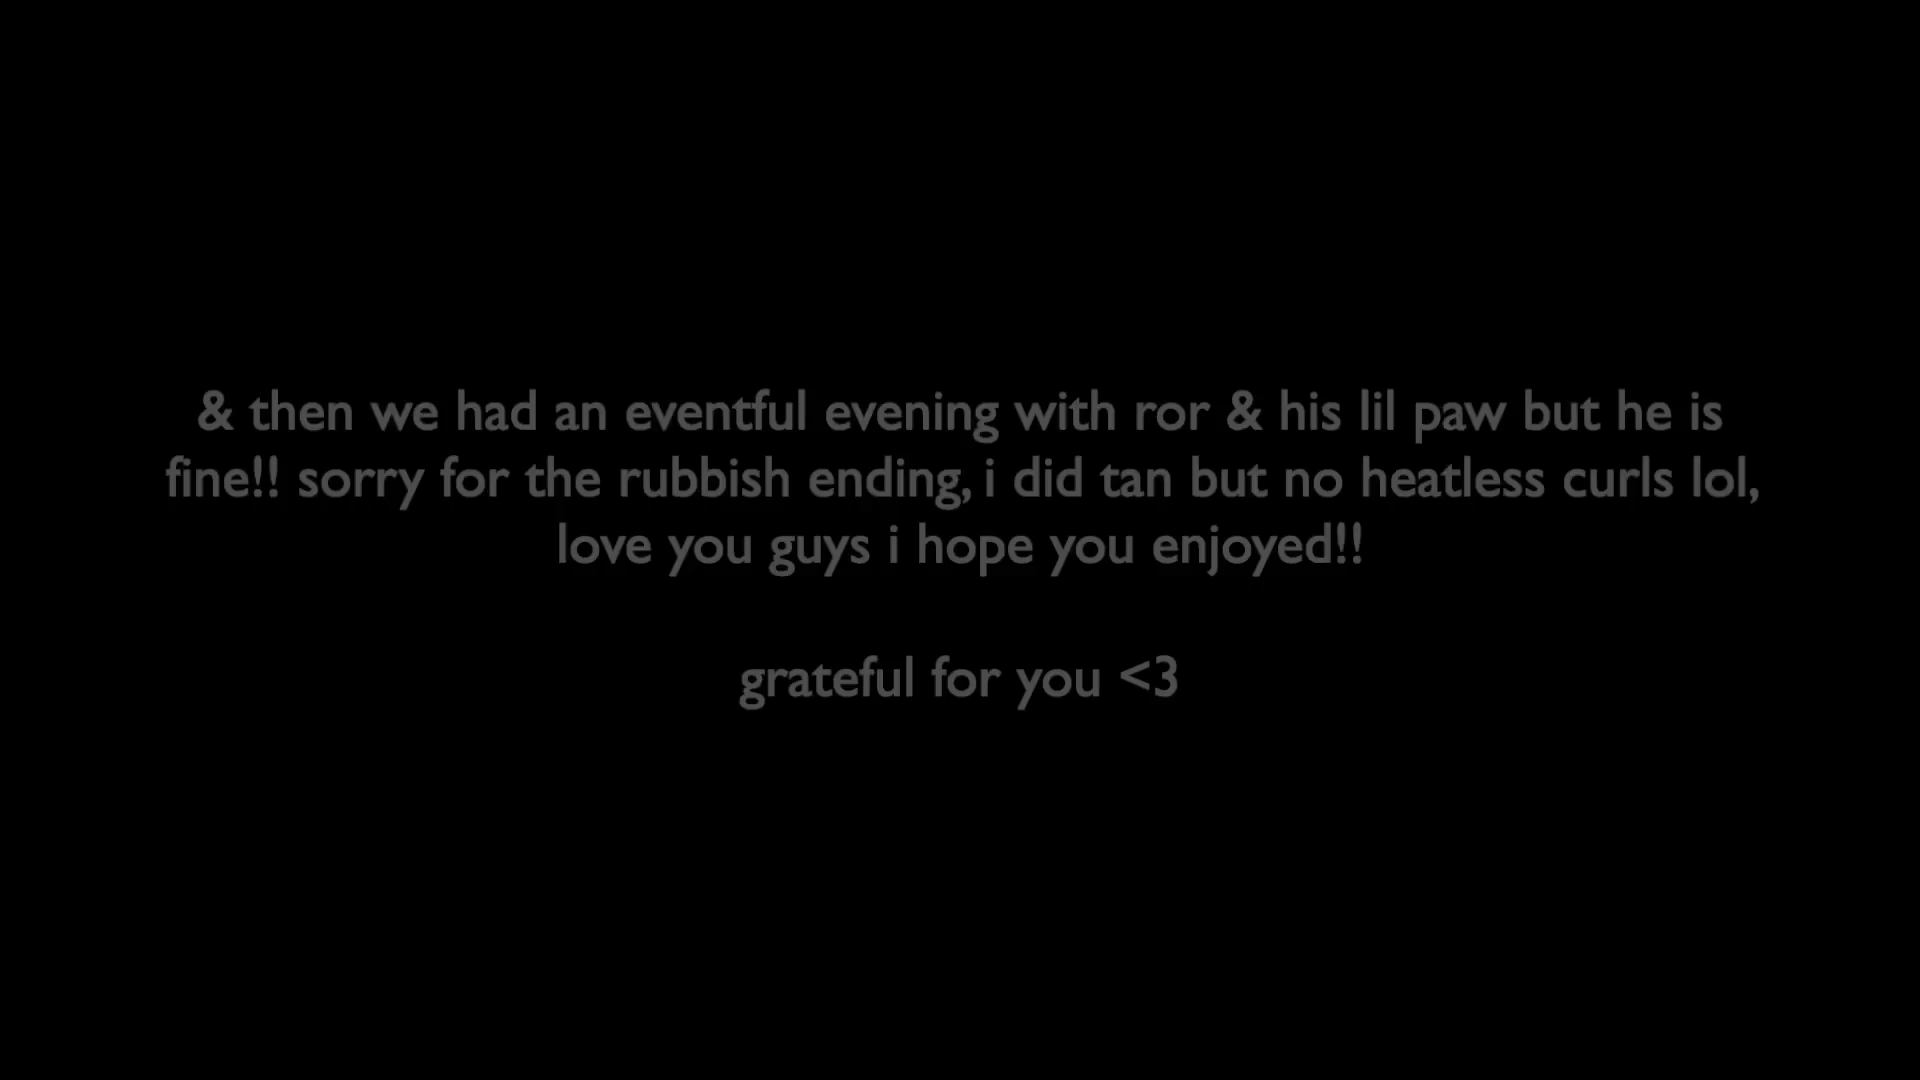 & then we had an eventful evening with ror & his lil paw but he is
fine!! sorry for the rubbish ending, i did tan but no heatless curls lol,
love you guys i hope you enjoyed!!
grateful for you <3